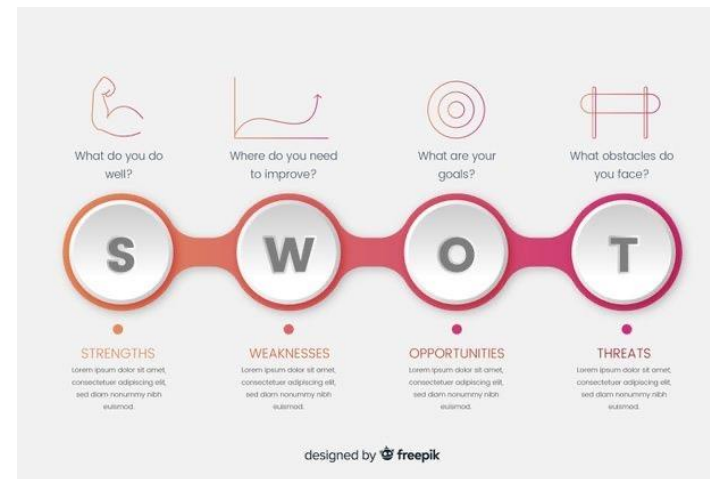 What do you do
well?
Where do you need
to improve?
What are your
goals?
What obstacles do
you face?
S
W
O
T
STRENGTHS
Lorem ipsum dolor sit amet,
consectetuer adipiscing elit,
sed diam nonummy nibh
euismod.
WEAKNESSES
Lorem ipsum dolor sit amet,
consectetuer adipiscing elit,
sed diam nonummy nibh
euismod.
OPPORTUNITIES
Lorem ipsum dolor sit amet,
consectetuer adipiscing elit,
sed diam nonummy nibh
euismod.
THREATS
Lorem ipsum dolor sit amet,
consectetuer adipiscing elit,
sed diam nonummy nibh
euismod.
designed by freepik